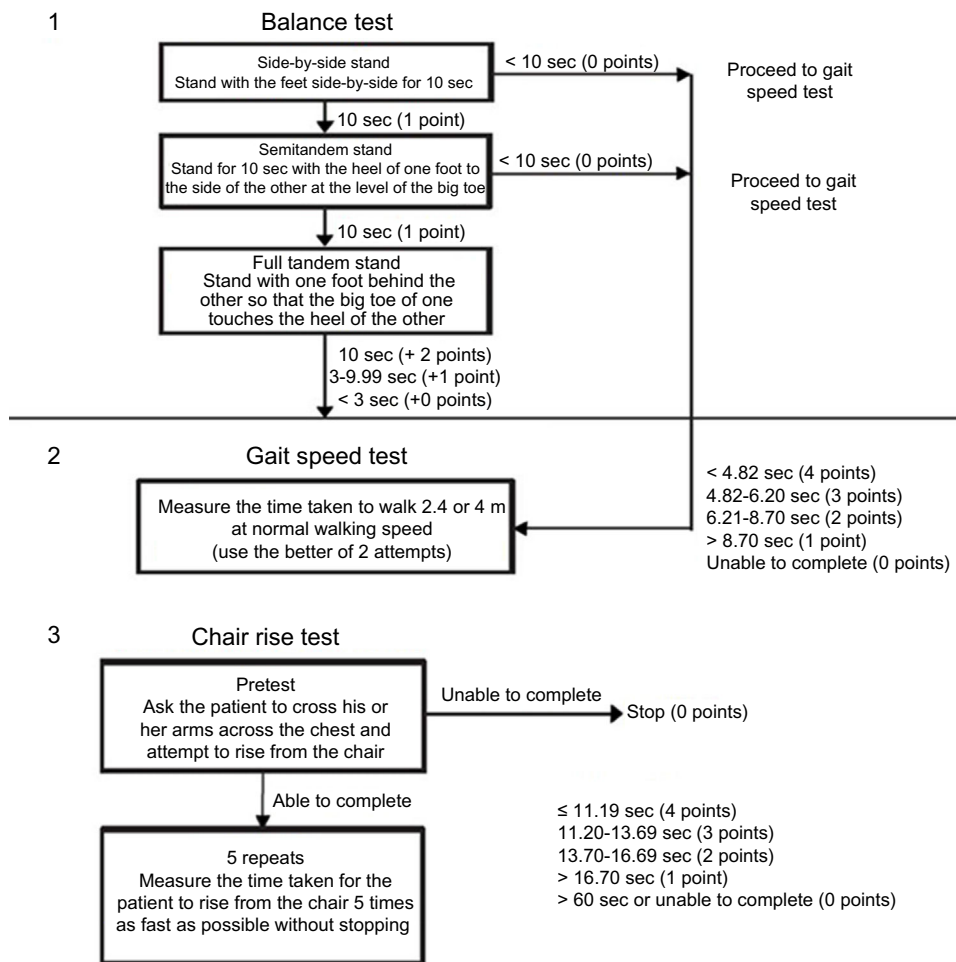 1
Balance test
Side-by-side stand
Stand with the feet side-by-side for 10 sec
< 10 sec (0 points)
Proceed to gait
speed test
10 sec (1 point)
Semitandem stand
Stand for 10 sec with the heel of one foot to
the side of the other at the level of the big toe
< 10 sec (0 points)
Proceed to gait
speed test
10 sec (1 point)
Full tandem stand
Stand with one foot behind the
other so that the big toe of one
touches the heel of the other
10 sec (+ 2 points)
3-9.99 sec (+1 point)
< 3 sec (+0 points)
2
Gait speed test
Measure the time taken to walk 2.4 or 4 m
at normal walking speed
(use the better of 2 attempts)
< 4.82 sec (4 points)
4.82-6.20 sec (3 points)
6.21-8.70 sec (2 points)
> 8.70 sec (1 point)
Unable to complete (0 points)
3
Chair rise test
Pretest
Ask the patient to cross his or
her arms across the chest and
attempt to rise from the chair
Unable to complete
Stop (0 points)
Able to complete
5 repeats
Measure the time taken for the
patient to rise from the chair 5 times
as fast as possible without stopping
≤ 11.19 sec (4 points)
11.20-13.69 sec (3 points)
13.70-16.69 sec (2 points)
> 16.70 sec (1 point)
> 60 sec or unable to complete (0 points)